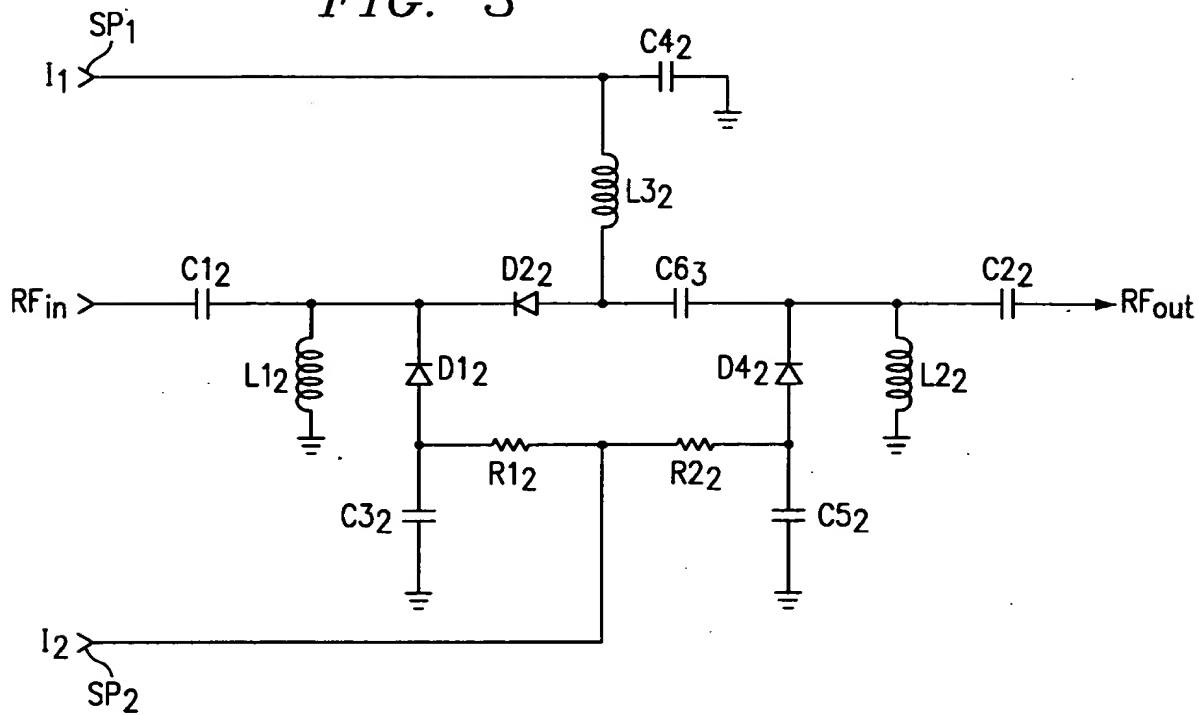 FIG. 3
SP1
I1
C42
L32
C12
D22
C63
C22
RFin
RFout
L12
D12
D42
L22
R12
R22
C32
C52
I2
SP2